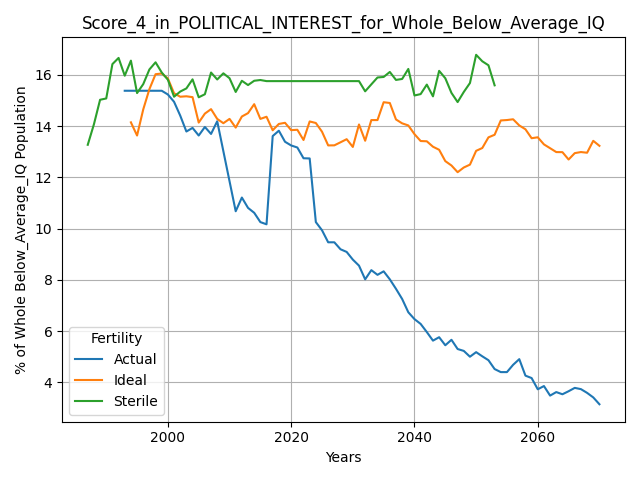 Score_4_in_POLITICAL_INTEREST_for_Whole_Below_Average_IQ
% of Whole Below_Average_IQ Population
16
14
12
10
8
6
4
Fertility
Actual
Ideal
Sterile
2000
2020
2040
2060
Years